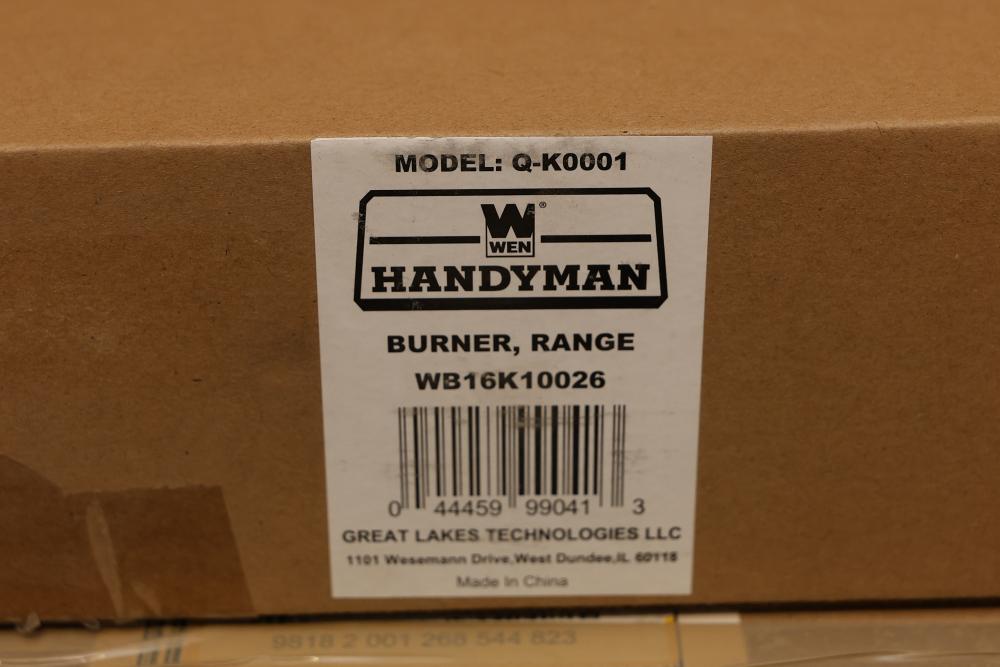 MODEL: Q-K0001
W ®
WEN
HANDYMAN
BURNER, RANGE
WB16K10026
0 44459 99041 3
GREAT LAKES TECHNOLOGIES LLC
1101 Wesemann Drive,West Dundee,IL 60118
Made In China
9818 2 001 268 544 823